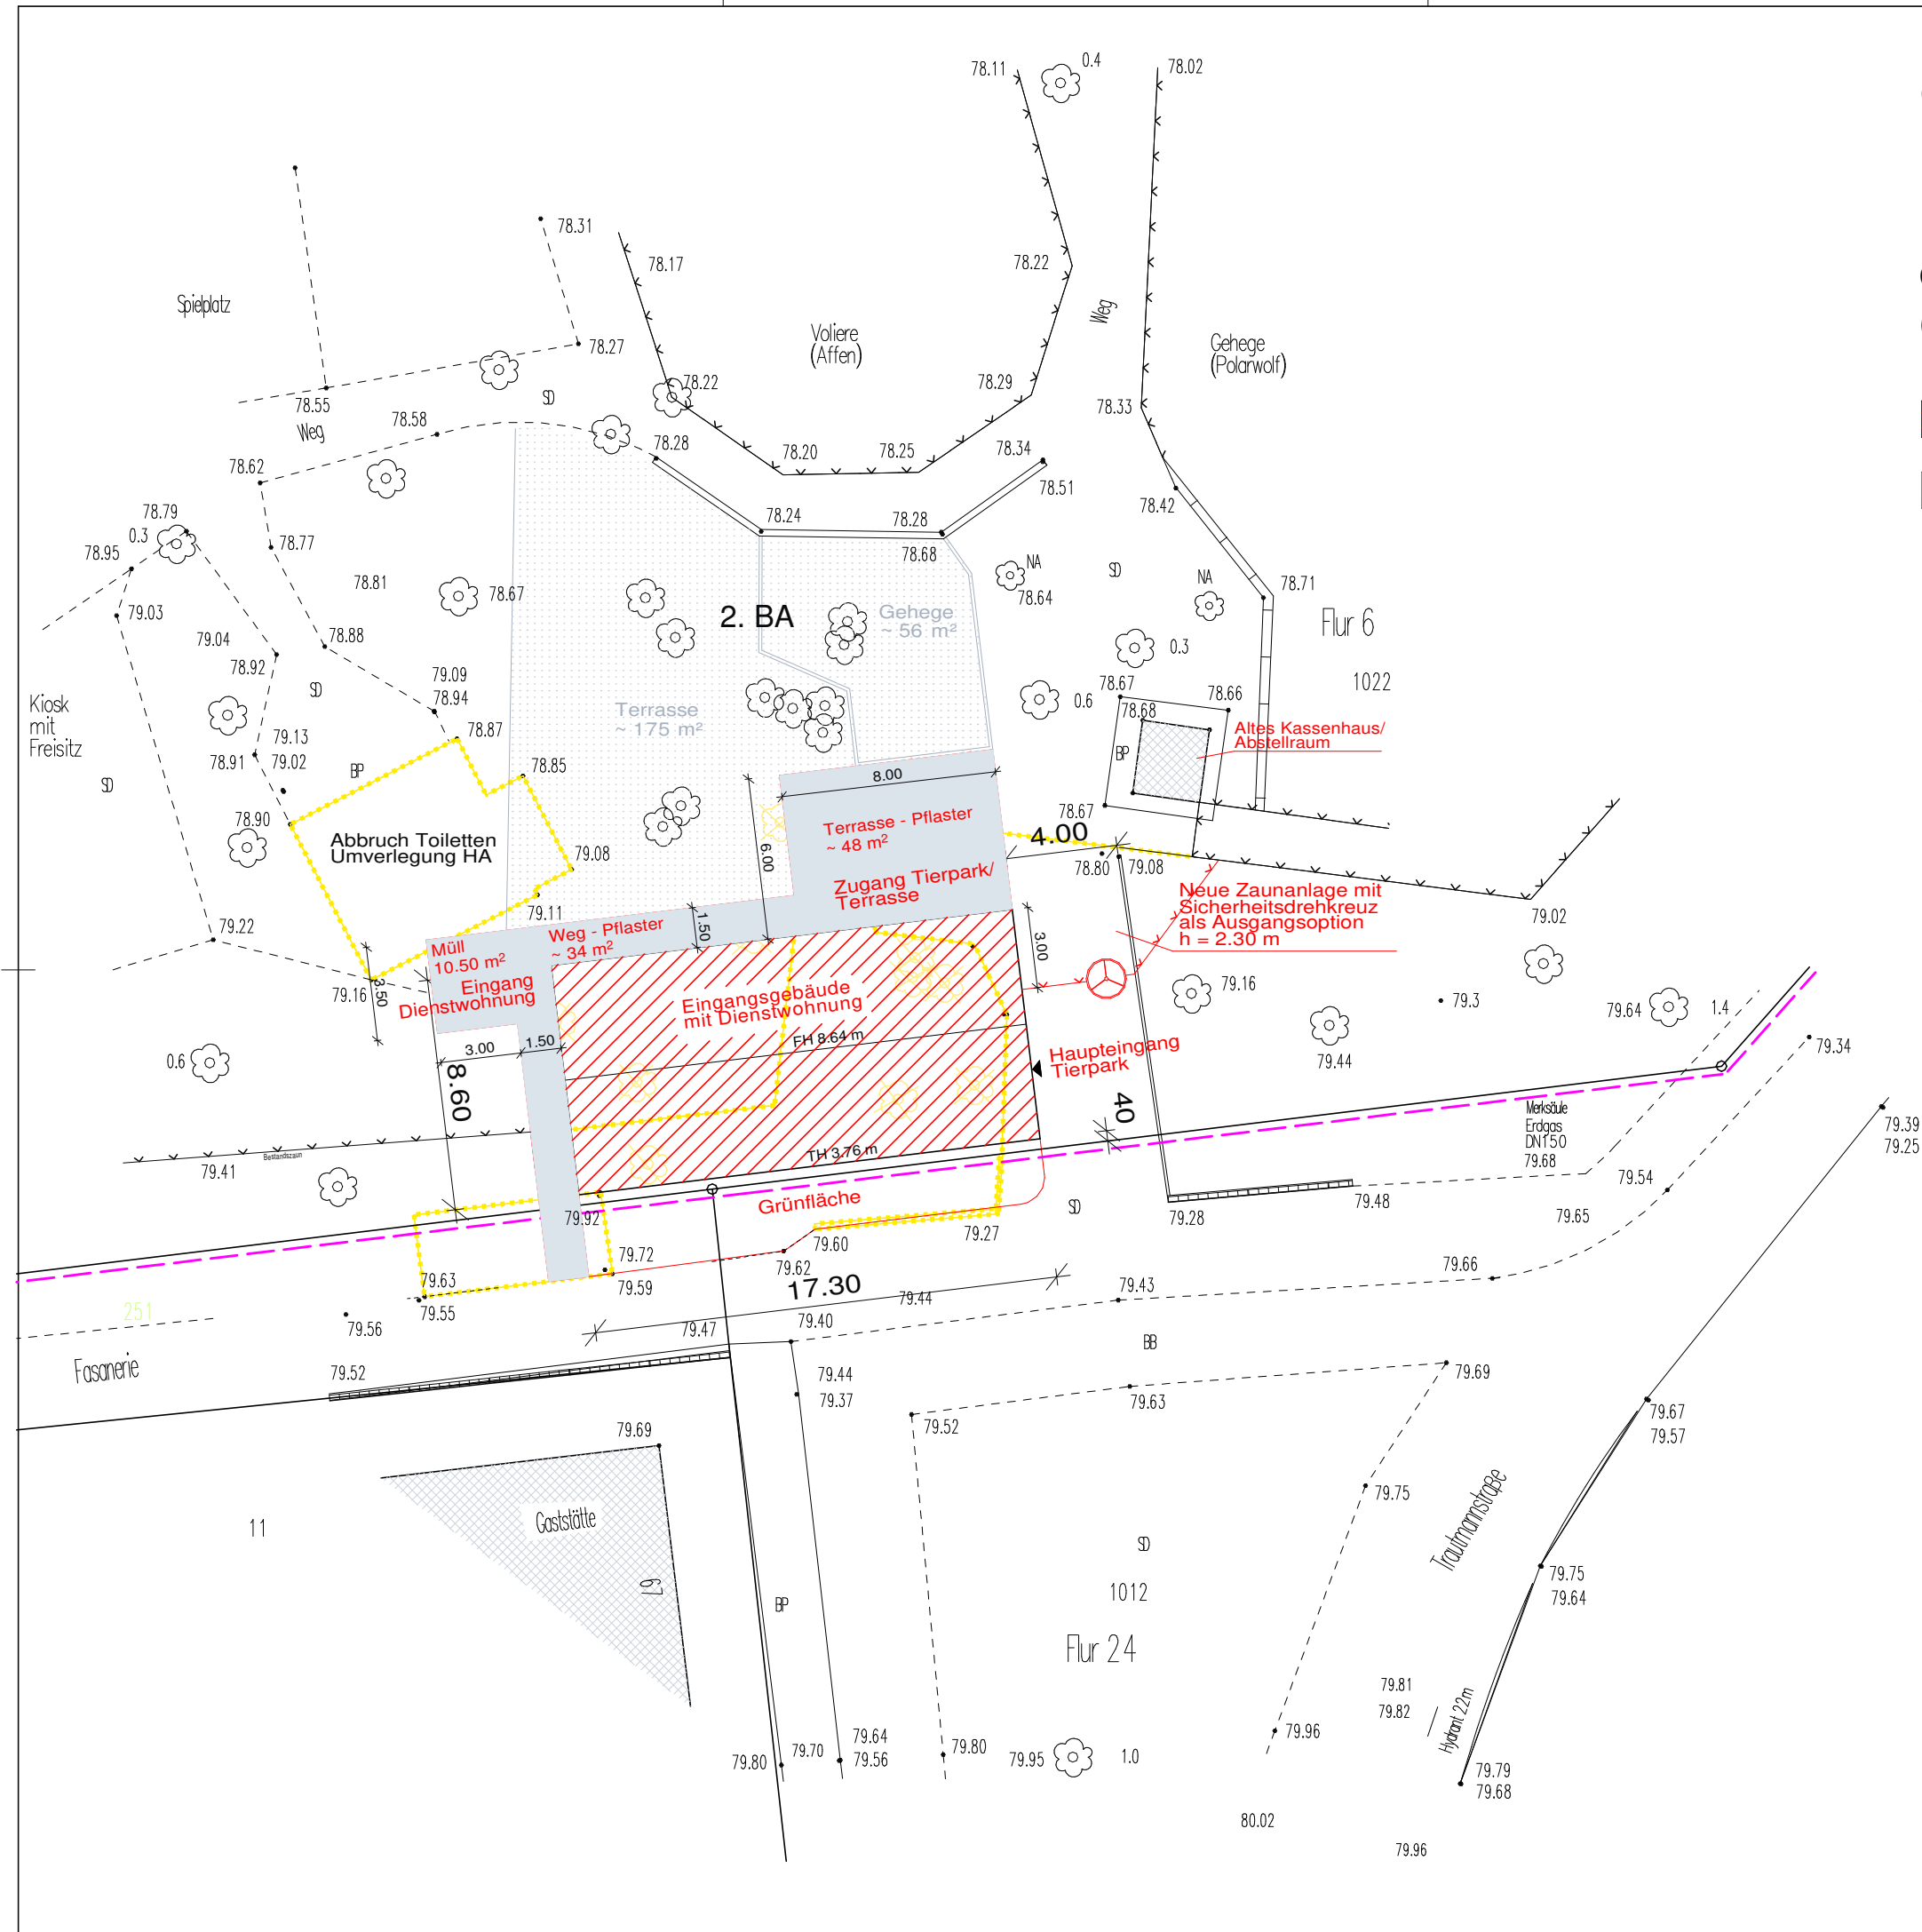 78.11
0.4
78.02
78.31
78.17
78.22
Spielplatz
Weg
Voliere
(Affen)
Gehege
(Polarwolf)
78.27
78.22
78.29
78.55
Weg
78.58
SD
78.33
78.28
78.20
78.25
78.34
78.62
78.51
78.42
78.79
0.3
78.24
78.28
78.95
78.77
78.68
NA
SD
NA
78.71
78.81
78.67
78.64
79.03
2. BA
Gehege
~ 56 m²
Flur 6
79.04
78.88
78.92
0.3
79.09
78.94
SD
1022
78.67
78.66
0.6
78.68
Kiosk
mit
Freisitz
Terrasse
~ 175 m²
78.87
79.13
79.02
78.91
Altes Kassenhaus/
Abstellraum
BP
BP
SD
78.85
8.00
78.90
78.67
Abbruch Toiletten
Umverlegung HA
Terrasse - Pflaster
~ 48 m²
4.00
6.00
79.08
78.80
79.08
Zugang Tierpark/
Terrasse
Neue Zaunanlage mit
Sicherheitsdrehkreuz
als Ausgangsoption
h = 2.30 m
79.11
79.02
79.22
1.50
Weg - Pflaster
~ 34 m²
Müll
10.50 m²
3.00
Eingang
Dienstwohnung
79.16
3.50
Eingangsgebäude
mit Dienstwohnung
79.16
79.3
79.64
1.4
FH 8.64 m
3.00
1.50
Haupteingang
Tierpark
79.44
79.34
0.6
8.60
40
Merksäule
Erdgas
DN150
79.68
79.39
79.25
Bestandszaun
79.41
TH 3.76 m
79.54
Grünfläche
SD
79.92
79.28
79.48
79.65
79.60
79.27
79.72
79.62
79.63
79.59
79.55
17.30
79.44
79.43
79.66
251
79.56
79.47
79.40
BB
Fasanerie
79.52
79.44
79.37
79.69
79.63
79.52
79.67
79.57
79.69
79.75
Trautmannstraße
11
Gaststätte
SD
67
1012
79.75
79.64
BP
Flur 24
79.81
79.82
Hydrant 22m
79.96
79.80
79.70
79.64
79.56
79.80
79.95
1.0
79.79
79.68
80.02
79.96